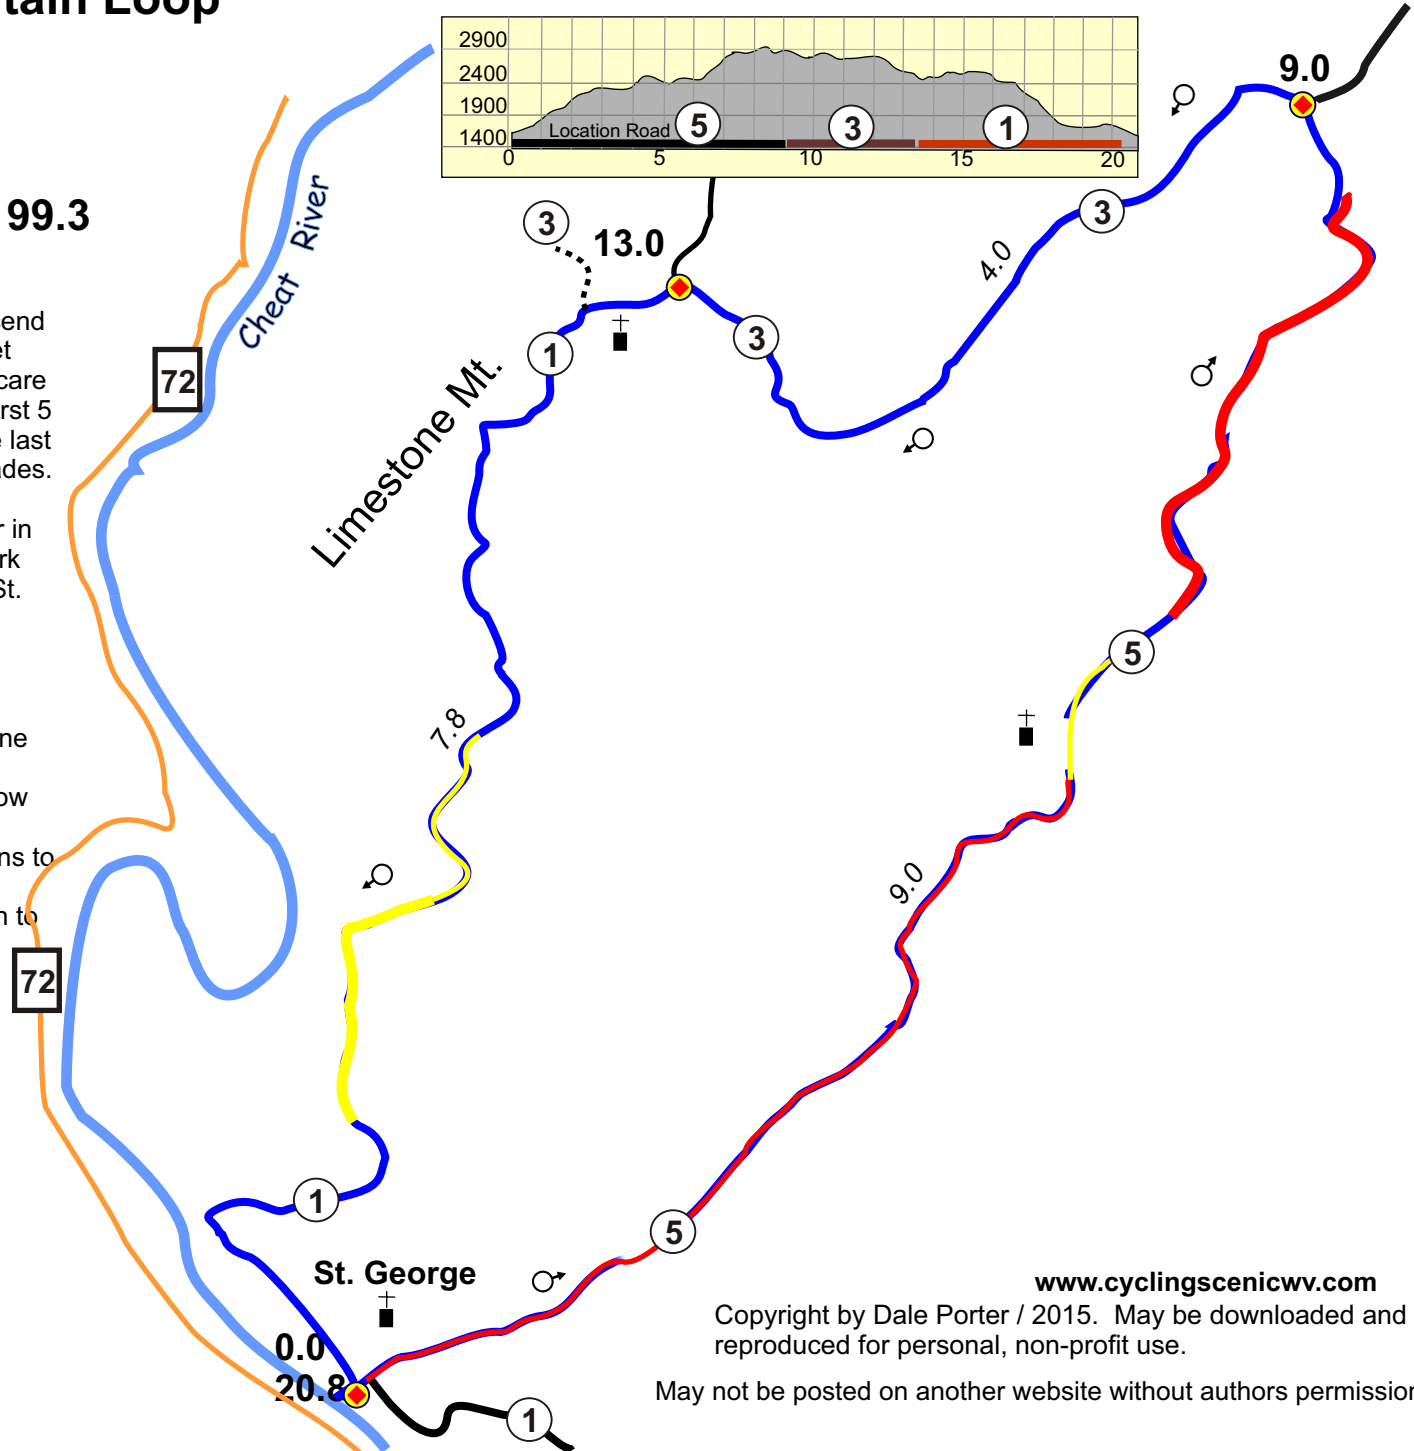 tain Loop
2900
2400
1900
1400
Location Road
5
3
1
0
5
10
15
20
9.0
99.3
Cheat River
3
13.0
3
4.0
3
cend
et
care
rst 5
e last
ades.
72
1
Limestone Mt.
r in
rk
St.
5
ne
ow
ns to
n to
7.8
9.0
72
1
5
St. George
0.0
20.8
1
www.cyclingscenicwv.com
Copyright by Dale Porter / 2015. May be downloaded and
reproduced for personal, non-profit use.
May not be posted on another website without authors permission